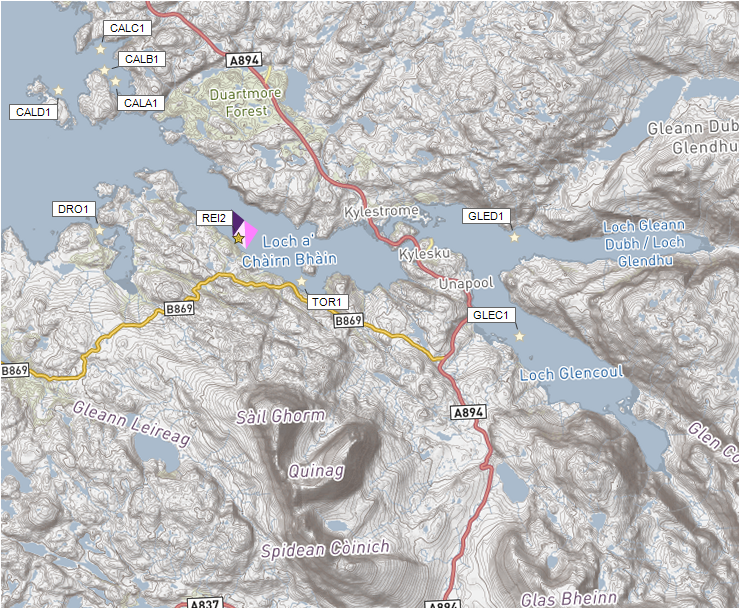 CALC1
A894
CALB1
CALD1
CALA1
Duartmore
Forest
Gleann Dub
Glendhu
DRO1
REI2
Kylestrome
GLED1
Loch Gleann
Dubh / Loch
Glendhu
Loch a'
Chàirn Bhàin
Kylesku
Unapool
TOR1
B869
B869
GLEC1
B869
Loch Glencoul
Gleann Leireag
Sàil Ghorm
A894
Glen Co
Quinag
Spidean Còinich
Glas Bheinn
A837
A894